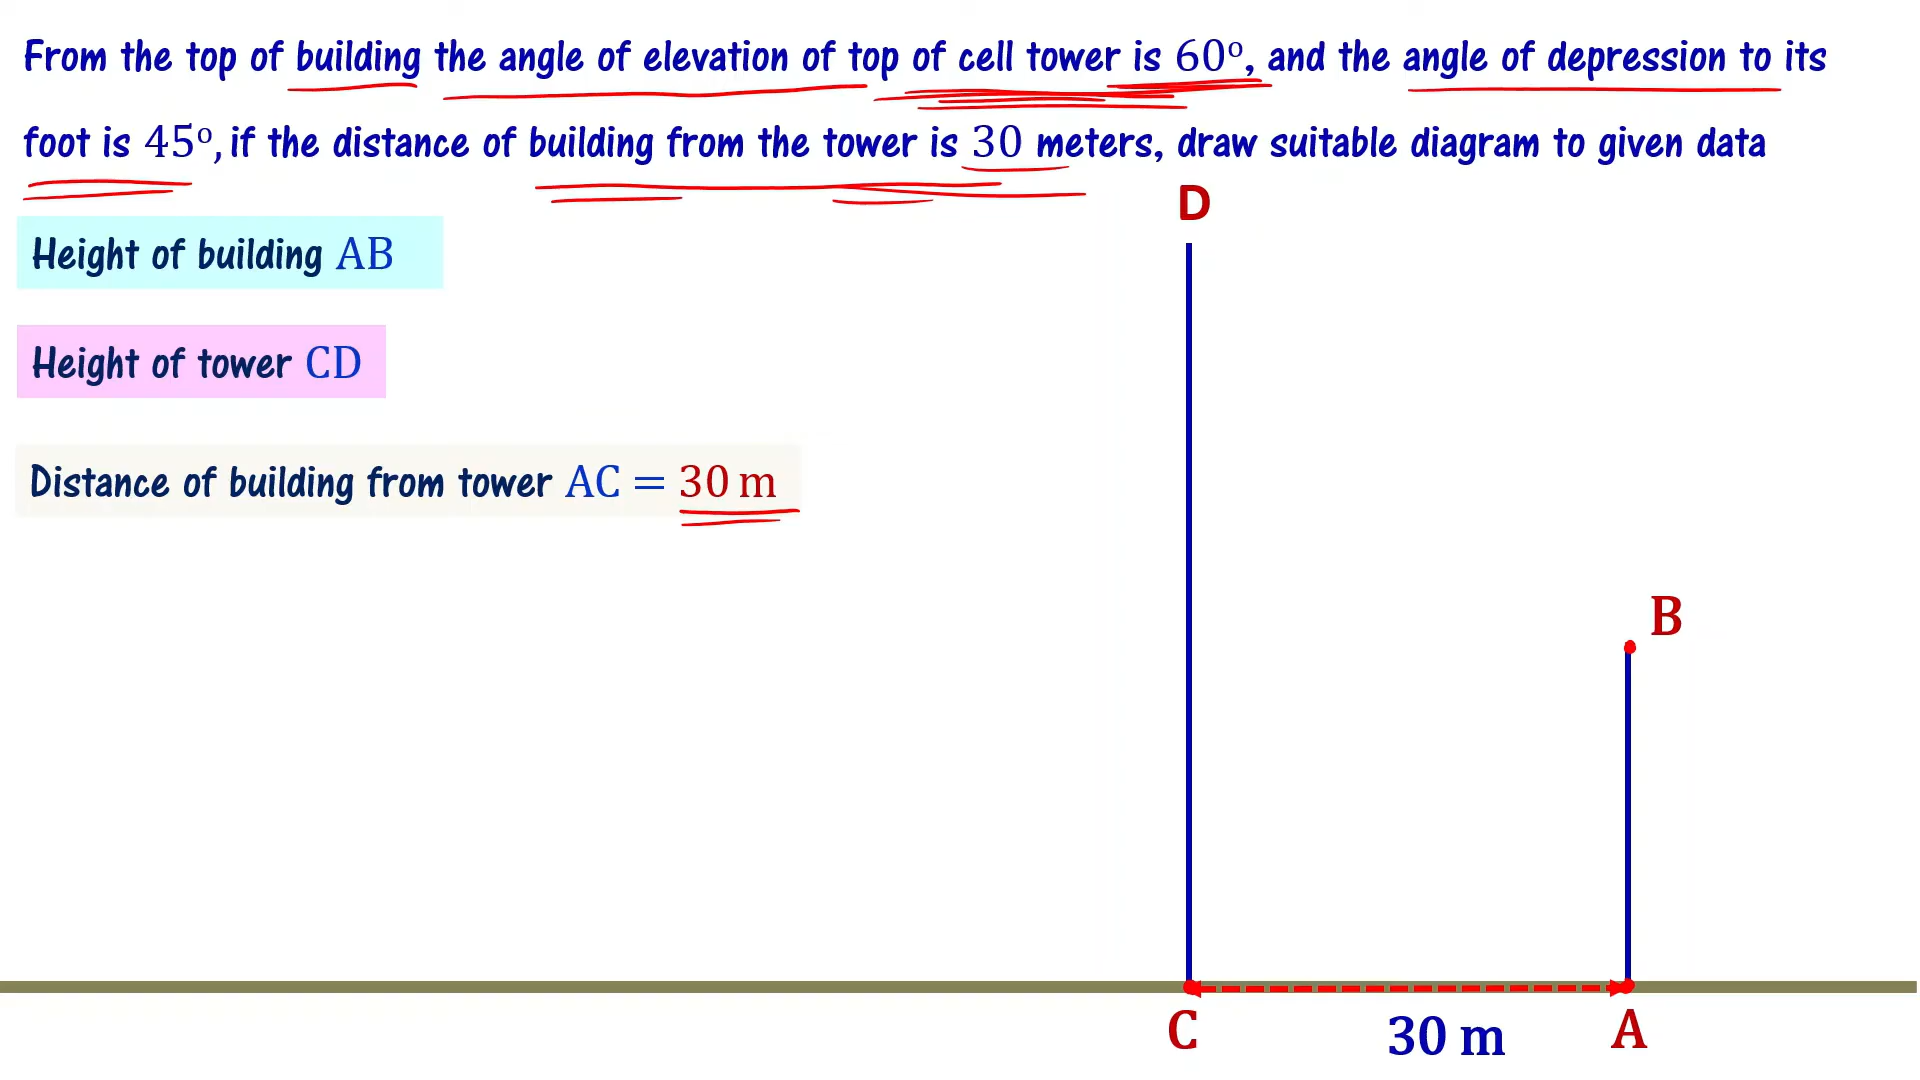 From the top of building the angle of elevation of top of cell tower is 60°, and the angle of depression to its
foot is 45°, if the distance of building from the tower is 30 meters, draw suitable diagram to given data
D
Height of building AB
Height of tower CD
Distance of building from tower AC = 30 m
B
C 30 m A